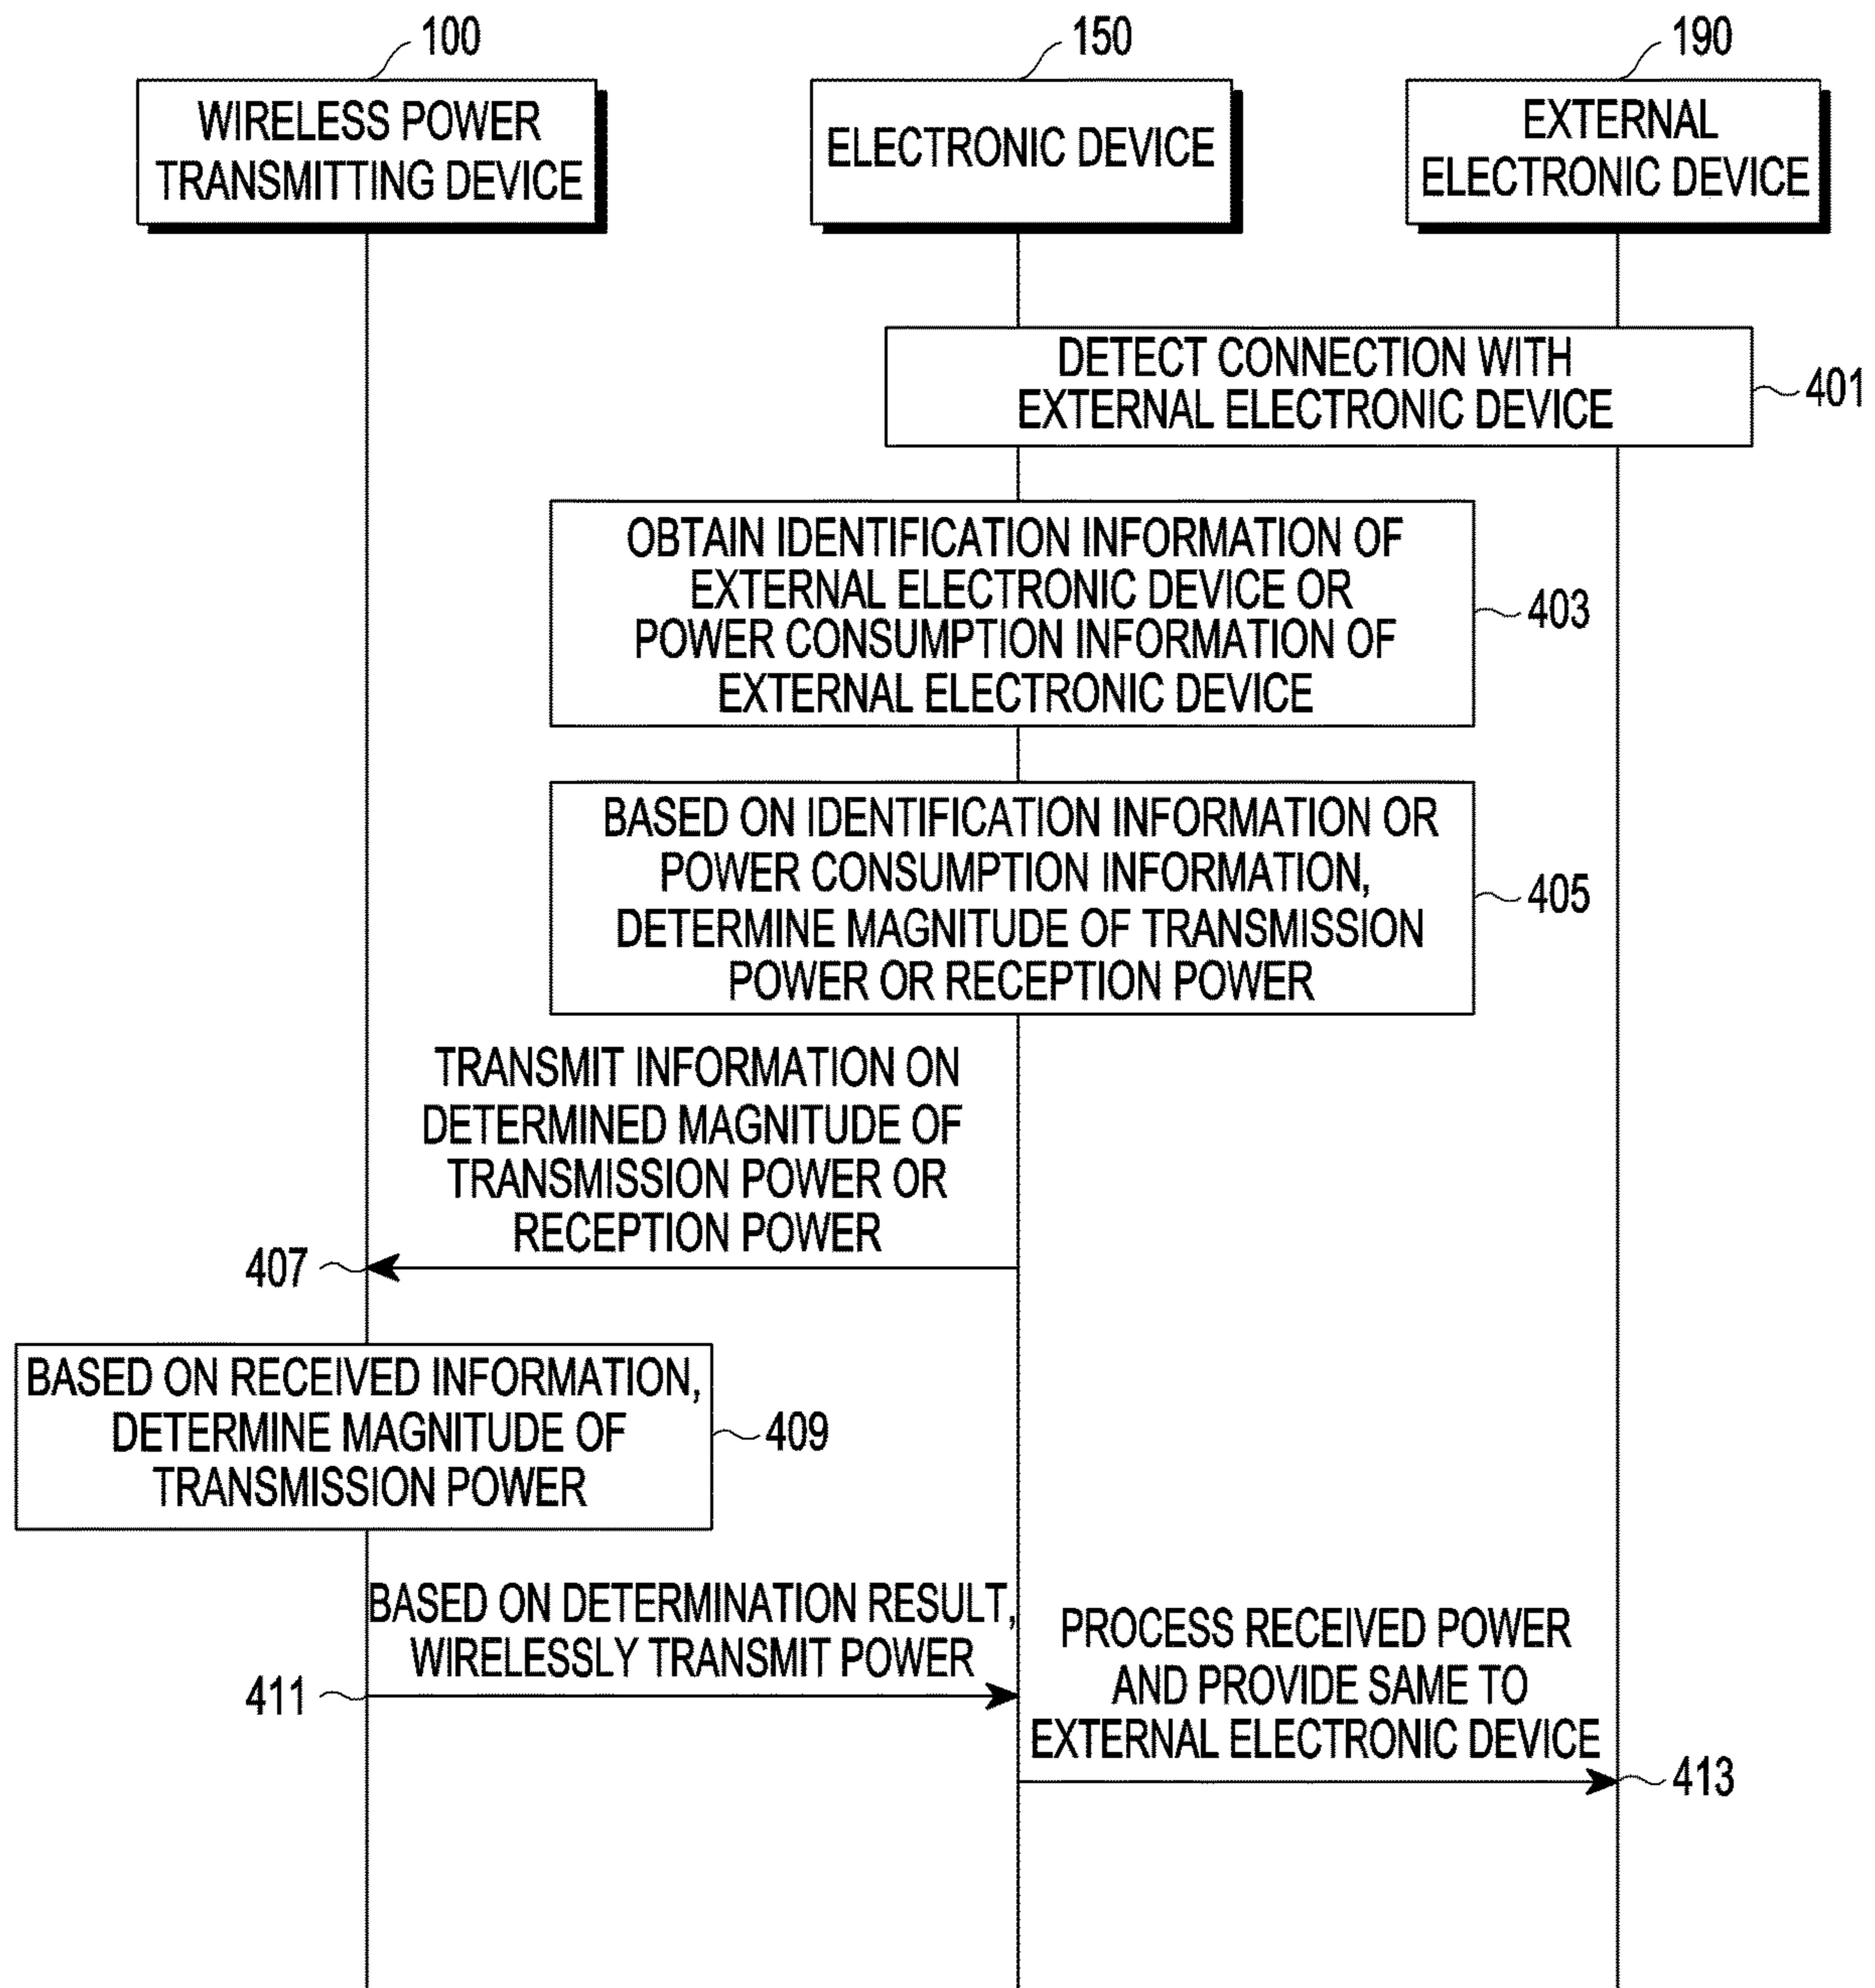 100
WIRELESS POWER
TRANSMITTING DEVICE
150
ELECTRONIC DEVICE
190
EXTERNAL
ELECTRONIC DEVICE
DETECT CONNECTION WITH
EXTERNAL ELECTRONIC DEVICE
401
OBTAIN IDENTIFICATION INFORMATION OF
EXTERNAL ELECTRONIC DEVICE OR
POWER CONSUMPTION INFORMATION OF
EXTERNAL ELECTRONIC DEVICE
403
BASED ON IDENTIFICATION INFORMATION OR
POWER CONSUMPTION INFORMATION,
DETERMINE MAGNITUDE OF TRANSMISSION
POWER OR RECEPTION POWER
405
TRANSMIT INFORMATION ON
DETERMINED MAGNITUDE OF
TRANSMISSION POWER OR
RECEPTION POWER
407
BASED ON RECEIVED INFORMATION,
DETERMINE MAGNITUDE OF
TRANSMISSION POWER
409
BASED ON DETERMINATION RESULT,
WIRELESSLY TRANSMIT POWER
411
PROCESS RECEIVED POWER
AND PROVIDE SAME TO
EXTERNAL ELECTRONIC DEVICE
413